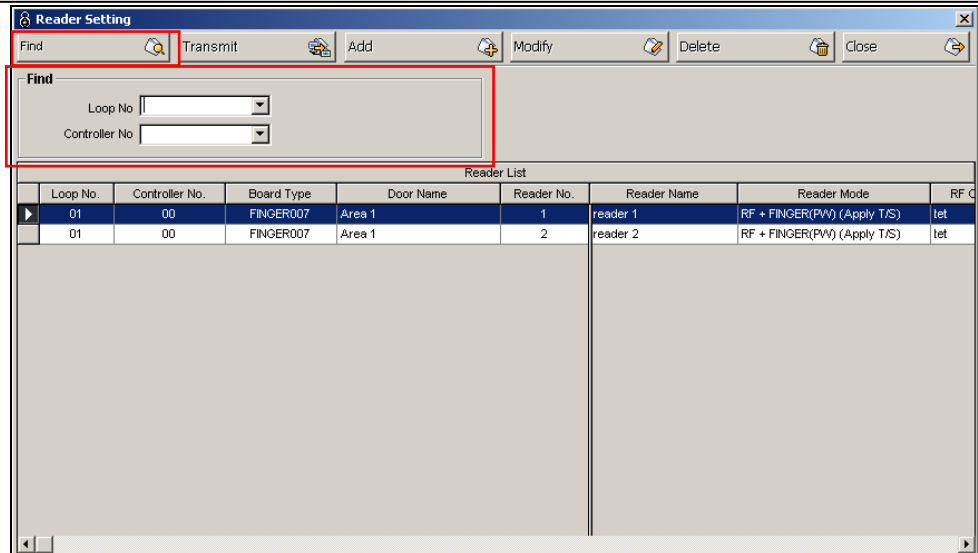 Reader Setting
Find Transmit Add Modify Delete Close
Find
Loop No
Controller No
Reader List
Loop No. Controller No. Board Type Door Name Reader No. Reader Name Reader Mode RF
01 00 FINGER007 Area 1 1 reader 1 RF + FINGER(PW) (Apply T/S) tet
01 00 FINGER007 Area 1 2 reader 2 RF + FINGER(PW) (Apply T/S) tet